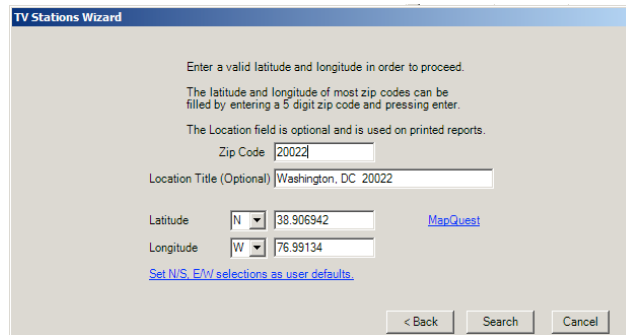 TV Stations Wizard
Enter a valid latitude and longitude in order to proceed.
The latitude and longitude of most zip codes can be
filled by entering a 5 digit zip code and pressing enter.
The Location field is optional and is used on printed reports.
Zip Code 20022
Location Title (Optional) Washington, DC 20022
Latitude N 38.906942 MapQuest
Longitude W 76.99134
Set N/S, E/W selections as user defaults.
< Back Search Cancel